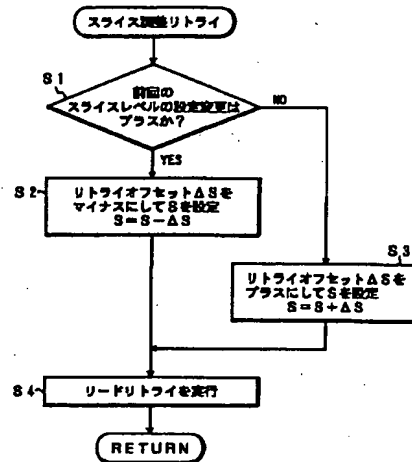 スライス調整リトライ
S1
前回の
スライスレベルの設定変更は
プラスか？
NO
YES
S2
リトライオフセットΔSを
マイナスにしてSを設定
S＝S−ΔS
S3
リトライオフセットΔSを
プラスにしてSを設定
S＝S＋ΔS
S4
リードリトライを実行
RETURN